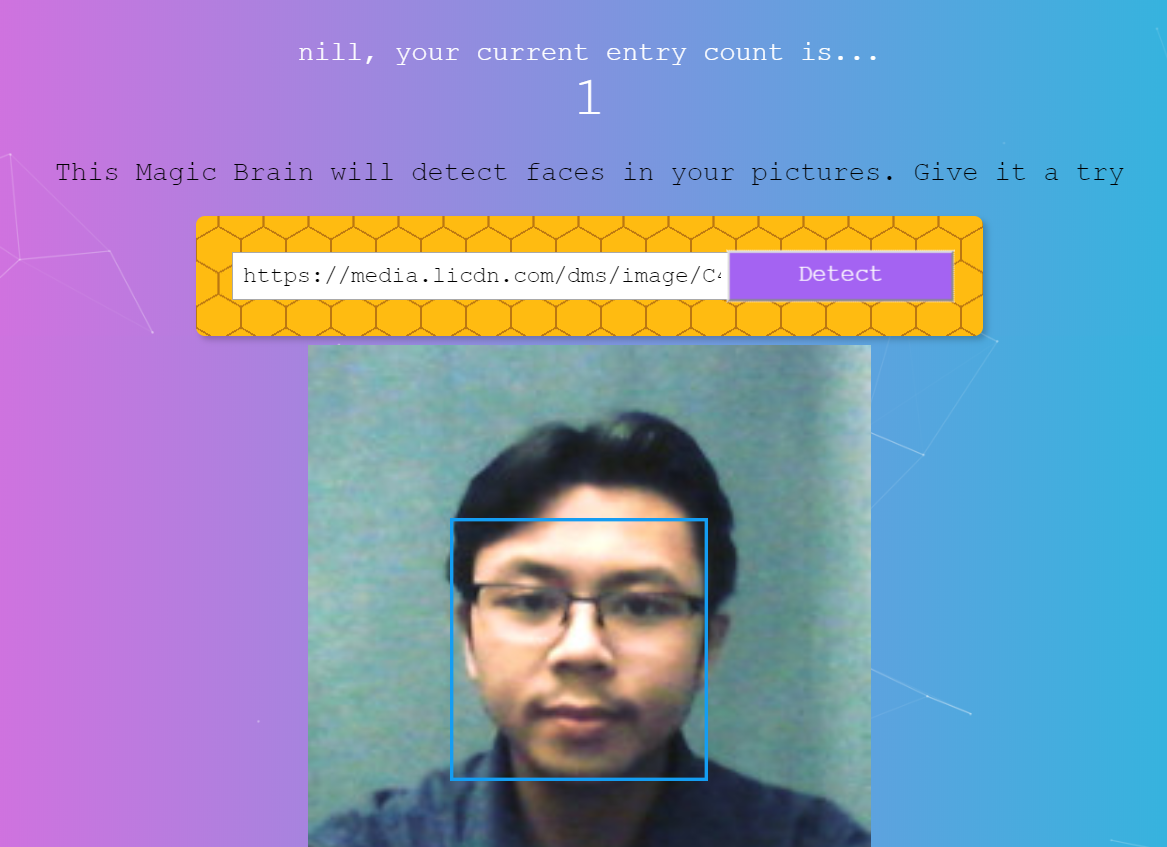 nill, your current entry count is...
1
This Magic Brain will detect faces in your pictures. Give it a try
https://media.licdn.com/dms/image/C4
Detect